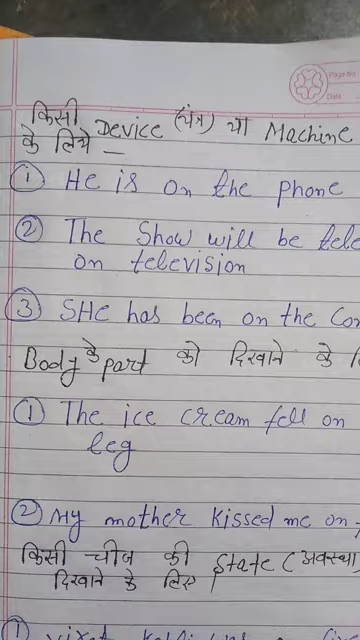 Page No
Date
किसी Device (यंत्र) या Machine
के लिये —
① He is on the phone
② The Show will be tele
on television
③ SHe has been on the Com
Body के part को दिखाने के लि
① The ice cream fell on
leg
② My mother kissed me on
किसी चीज की State (अवस्था)
दिखाने के लिए
①